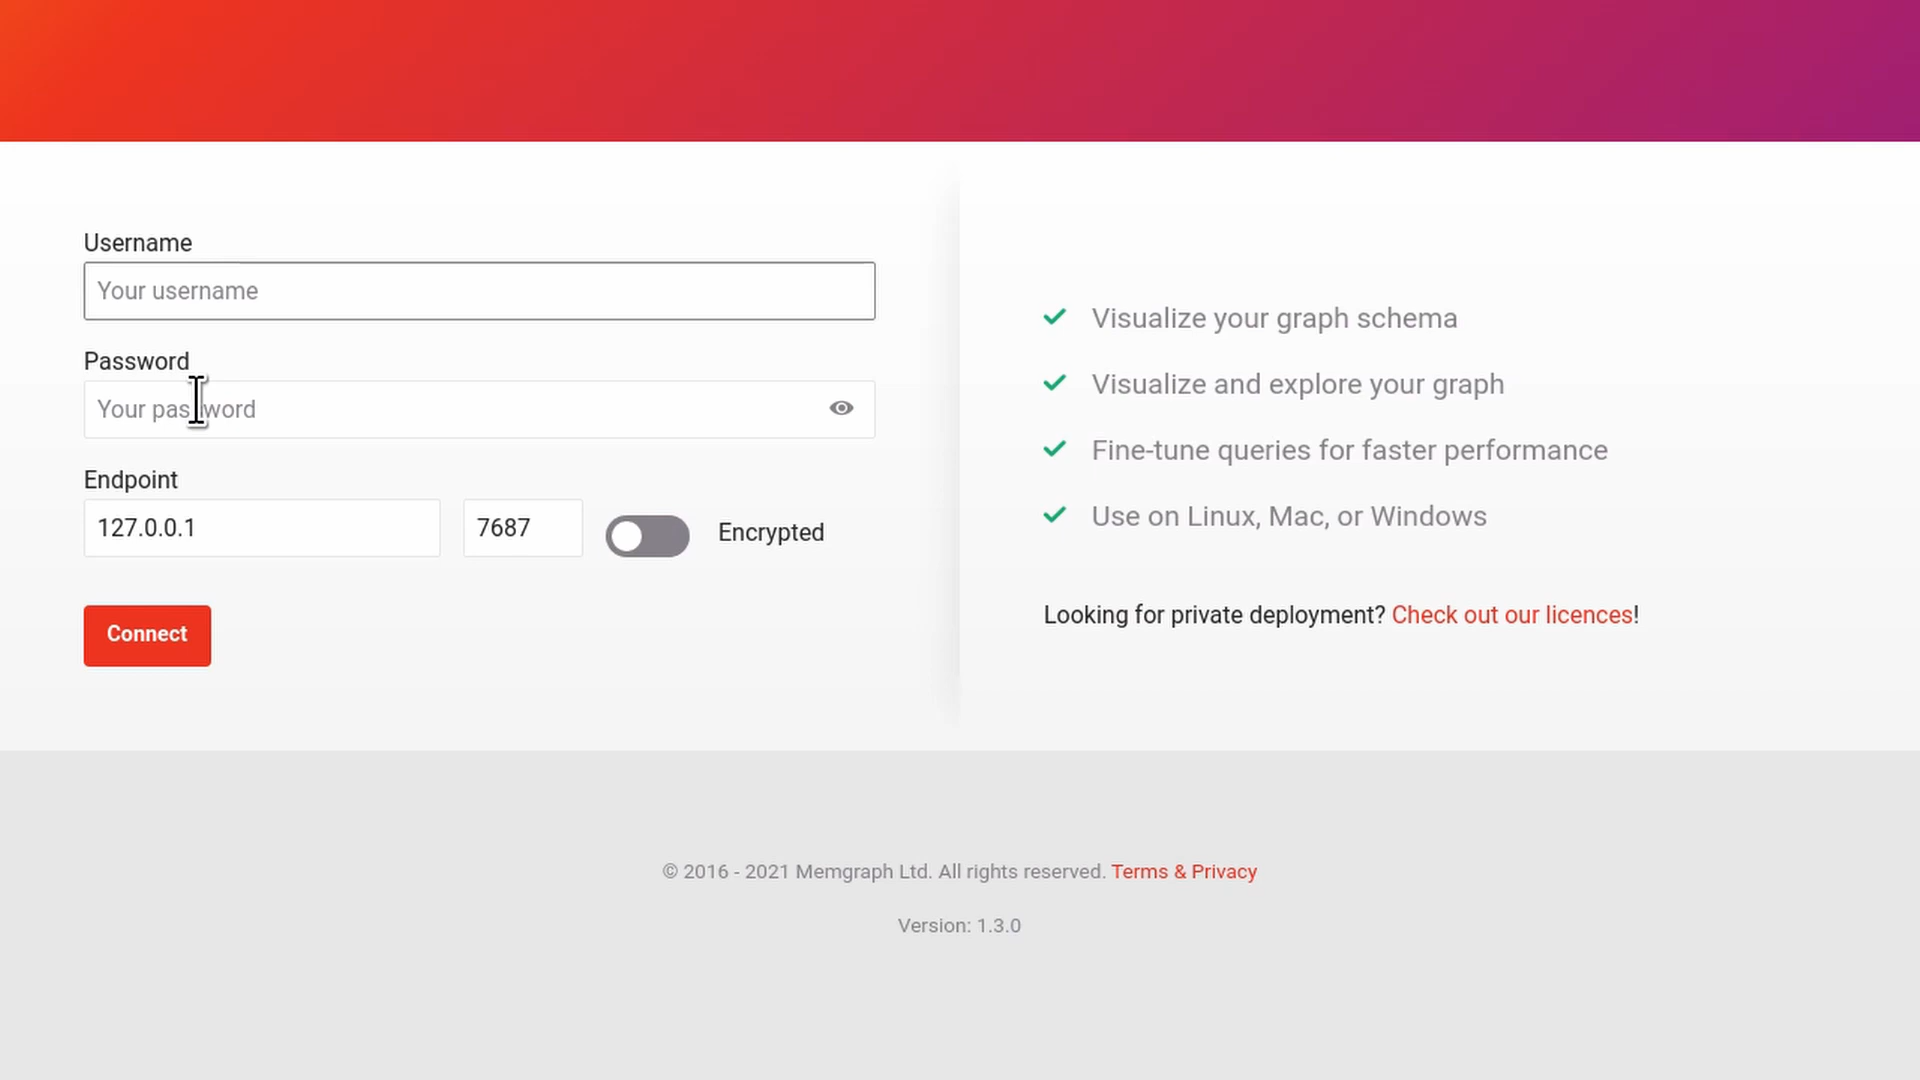 Username
Your username
Password
Your password
Endpoint
127.0.0.1
7687
Encrypted
Connect
Visualize your graph schema
Visualize and explore your graph
Fine-tune queries for faster performance
Use on Linux, Mac, or Windows
Looking for private deployment? Check out our licences!
© 2016 - 2021 Memgraph Ltd. All rights reserved. Terms & Privacy
Version: 1.3.0